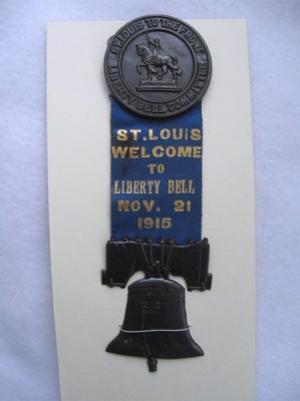 ST. LOUIS TO THE FRONT
LIBERTY BELL COMMITTEE
ST. LOUIS
WELCOME
TO
LIBERTY BELL
NOV. 21
1915